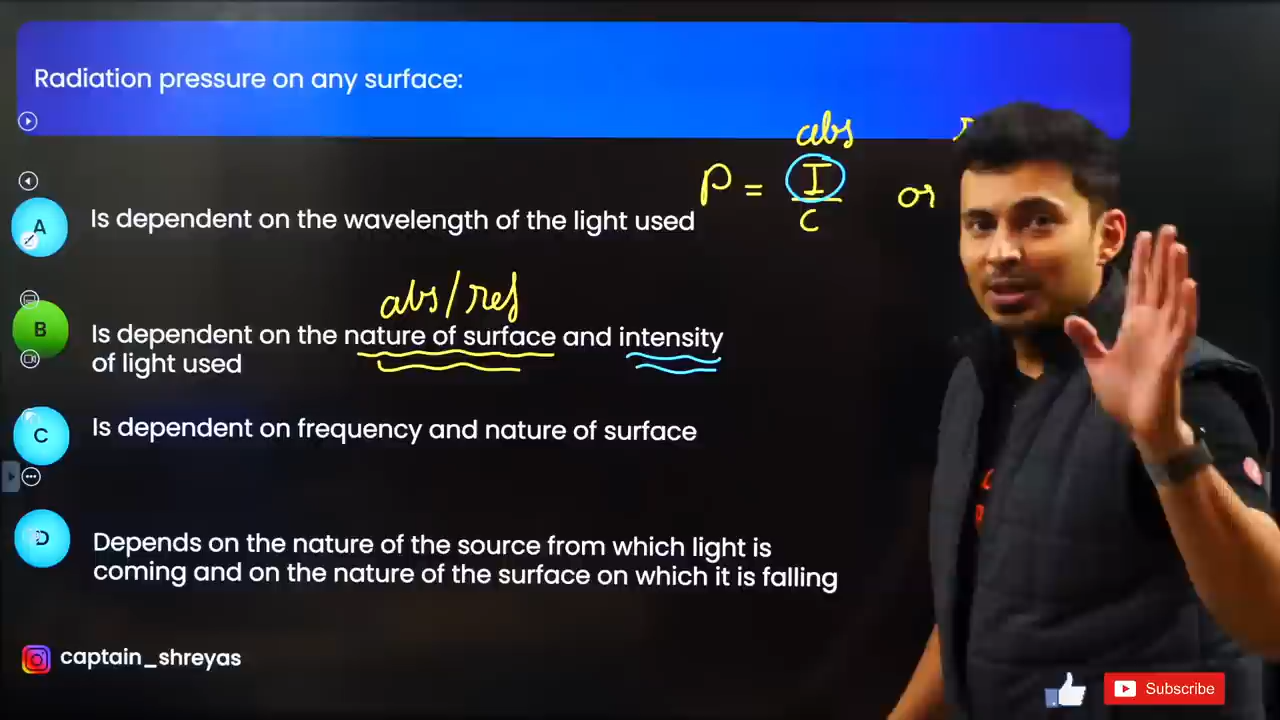 Radiation pressure on any surface:
abs
P = I/C or
A Is dependent on the wavelength of the light used
abs/ref
B Is dependent on the nature of surface and intensity
of light used
C Is dependent on frequency and nature of surface
D Depends on the nature of the source from which light is
coming and on the nature of the surface on which it is falling
captain_shreyas
Subscribe